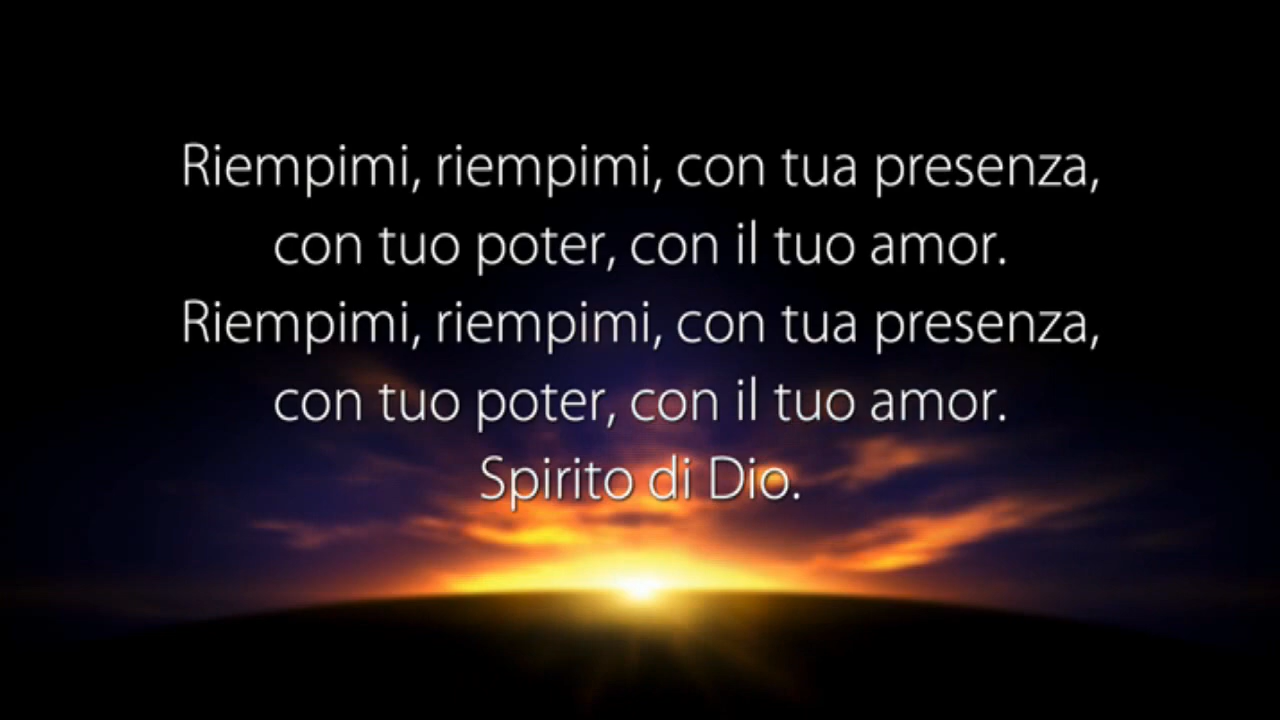 Riempimi, riempimi, con tua presenza,
con tuo poter, con il tuo amor.
Riempimi, riempimi, con tua presenza,
con tuo poter, con il tuo amor.
Spirito di Dio.